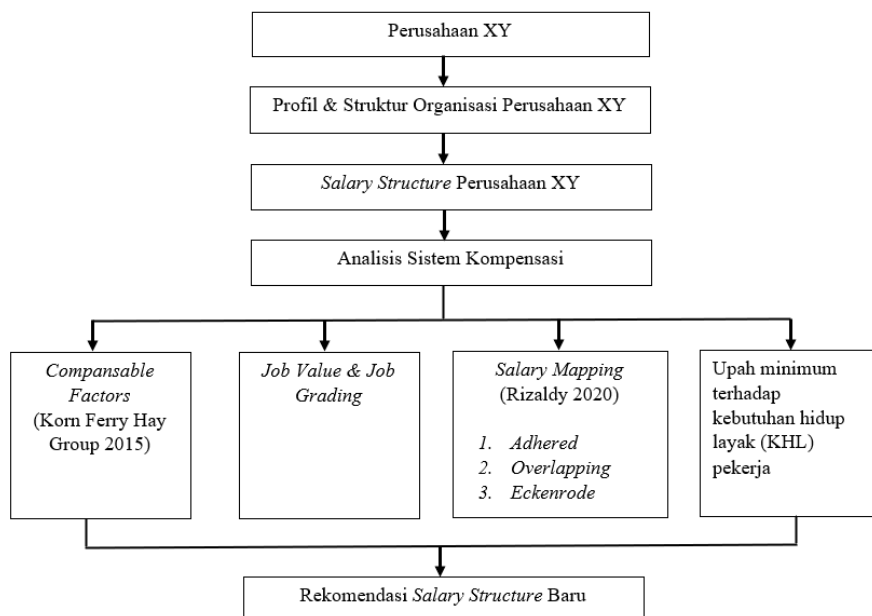 Perusahaan XY
Profil & Struktur Organisasi Perusahaan XY
Salary Structure Perusahaan XY
Analisis Sistem Kompensasi
Compansable
Factors
(Korn Ferry Hay
Group 2015)
Job Value & Job
Grading
Salary Mapping
(Rizaldy 2020)
1. Adhered
2. Overlapping
3. Eckenrode
Upah minimum
terhadap
kebutuhan hidup
layak (KHL)
pekerja
Rekomendasi Salary Structure Baru